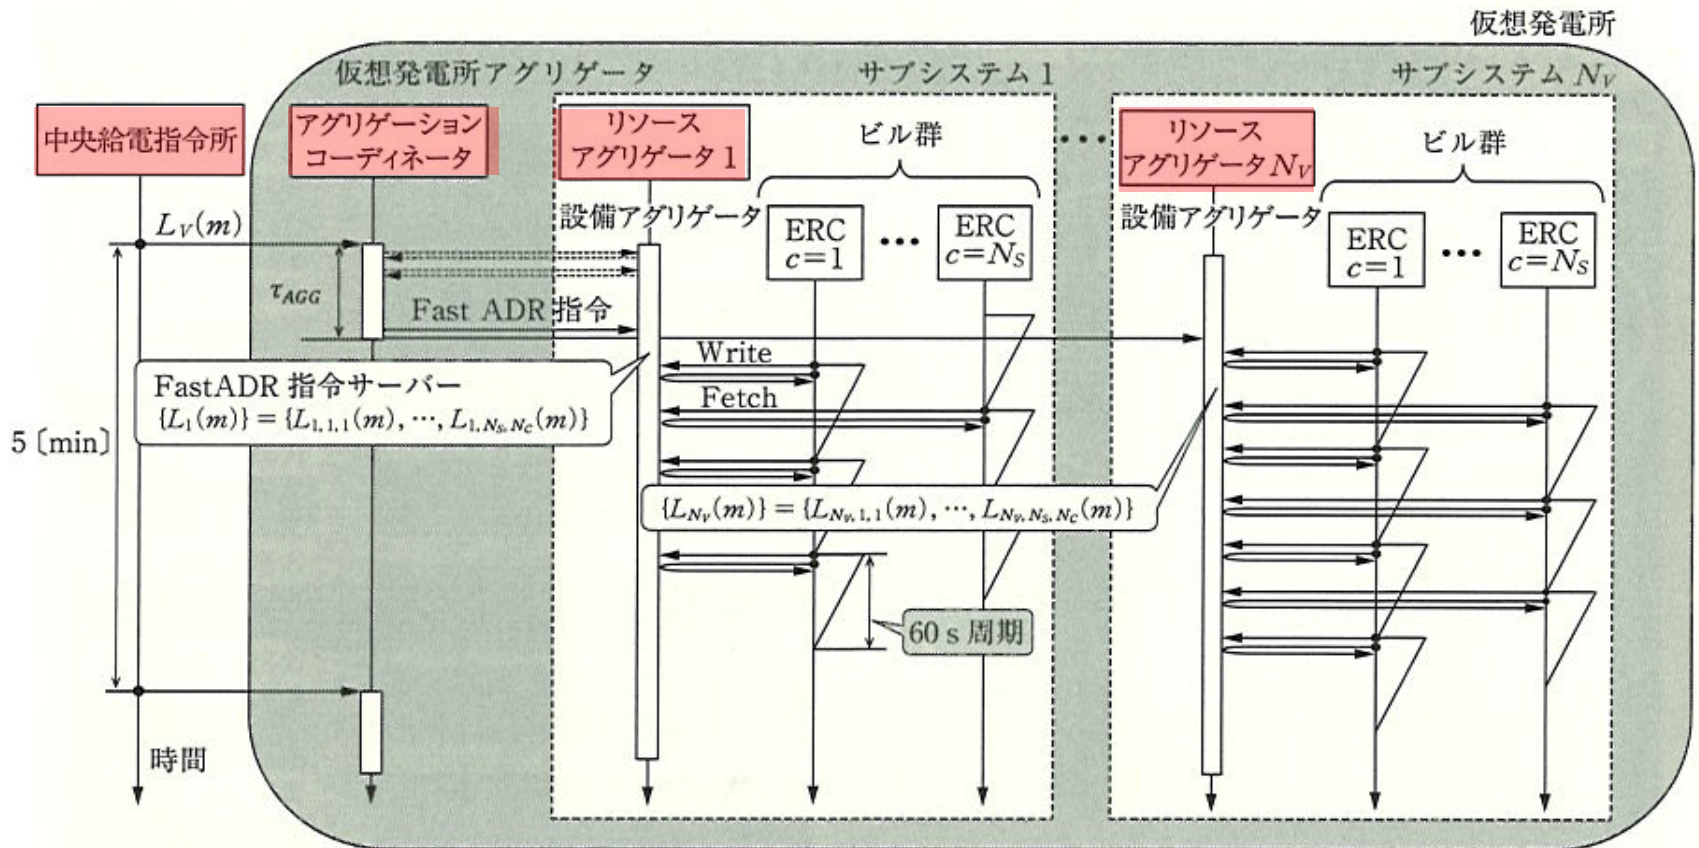 仮想発電所
仮想発電所アグリゲータ
サブシステム1
サブシステム N_V
中央給電指令所
アグリゲーション
コーディネータ
リソース
アグリゲータ1
ビル群
…
リソース
アグリゲータN_V
ビル群
L_V(m)
設備アグリゲータ
ERC
c=1
…
ERC
c=N_S
設備アグリゲータ
ERC
c=1
…
ERC
c=N_S
τ_AGG
Fast ADR 指令
Write
FastADR 指令サーバー
{L_1(m)} = {L_{1,1,1}(m), …, L_{1,N_S,N_C}(m)}
Fetch
5〔min〕
{L_{N_V}(m)} = {L_{N_V,1,1}(m), …, L_{N_V,N_S,N_C}(m)}
60 s 周期
時間